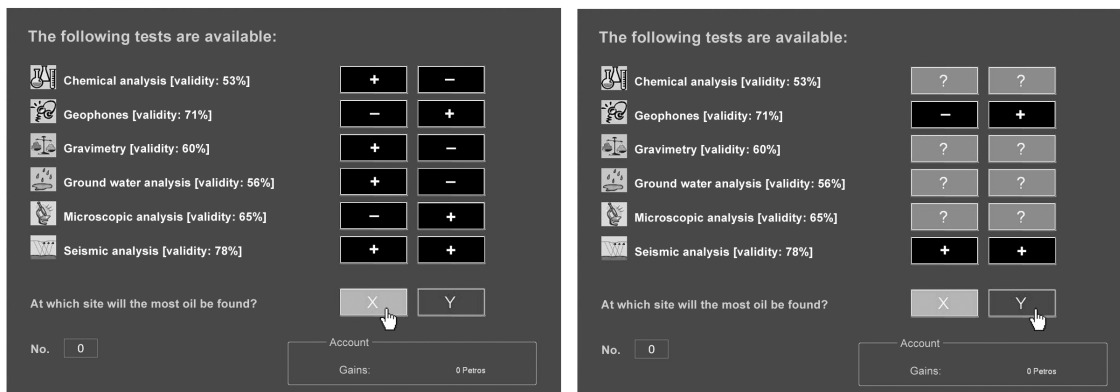 The following tests are available:
Chemical analysis [validity: 53%] + –
Geophones [validity: 71%] – +
Gravimetry [validity: 60%] + –
Ground water analysis [validity: 56%] + –
Microscopic analysis [validity: 65%] – +
Seismic analysis [validity: 78%] + +
At which site will the most oil be found? X Y
No. 0
Account
Gains: 0 Petros
The following tests are available:
Chemical analysis [validity: 53%] ? ?
Geophones [validity: 71%] – +
Gravimetry [validity: 60%] ? ?
Ground water analysis [validity: 56%] ? ?
Microscopic analysis [validity: 65%] ? ?
Seismic analysis [validity: 78%] + +
At which site will the most oil be found? X Y
No. 0
Account
Gains: 0 Petros